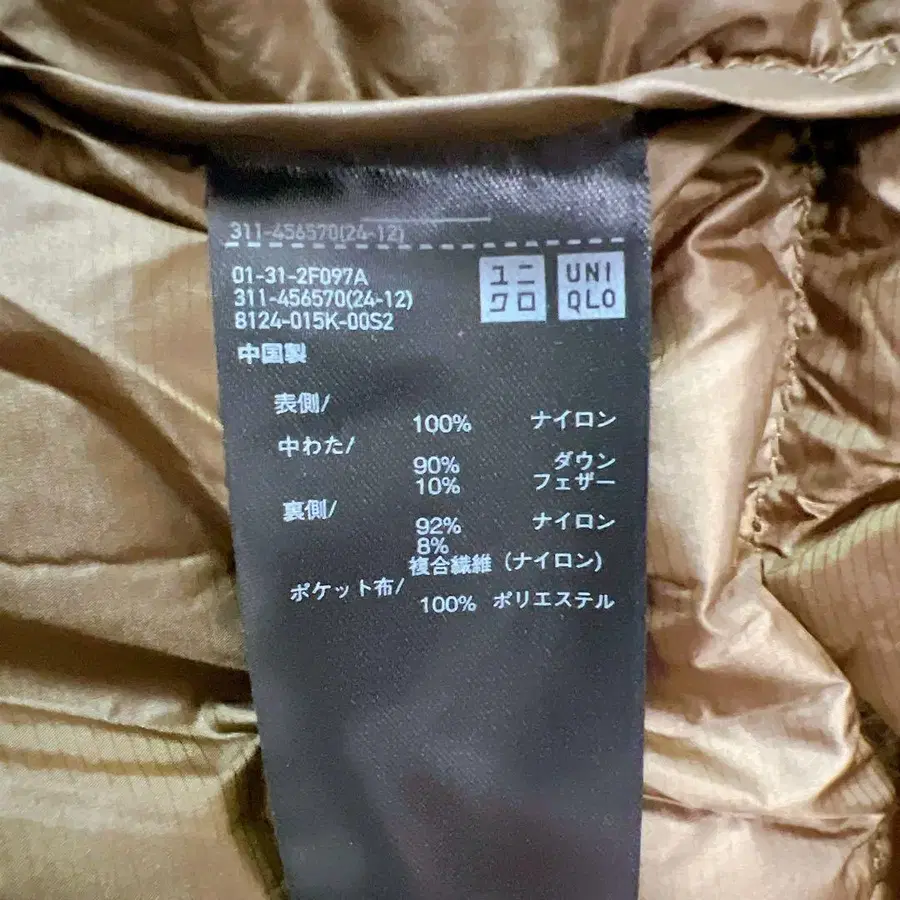 311-456570(24-12)
01-31-2F097A
311-456570(24-12)
8124-015K-00S2
ユニ
クロ
UNI
QLO
中国製
表側/
100% ナイロン
中わた/
90% ダウン
10% フェザー
裏側/
92% ナイロン
8%
複合繊維(ナイロン)
ポケット布/
100% ポリエステル